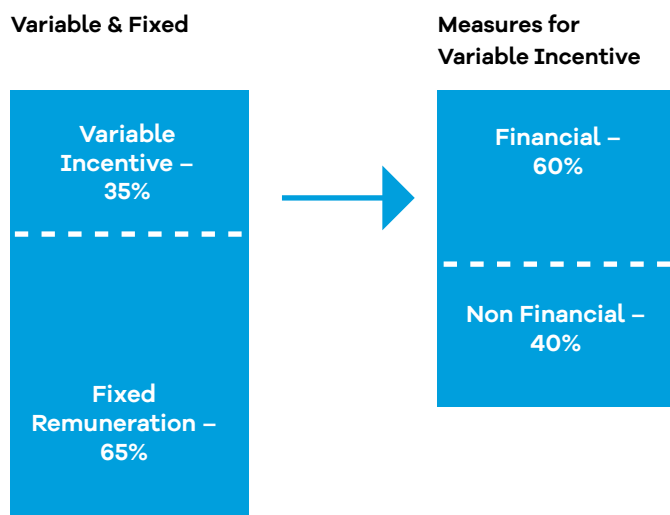 Variable & Fixed
Variable
Incentive –
35%
Fixed
Remuneration –
65%
Measures for
Variable Incentive
Financial –
60%
Non Financial –
40%